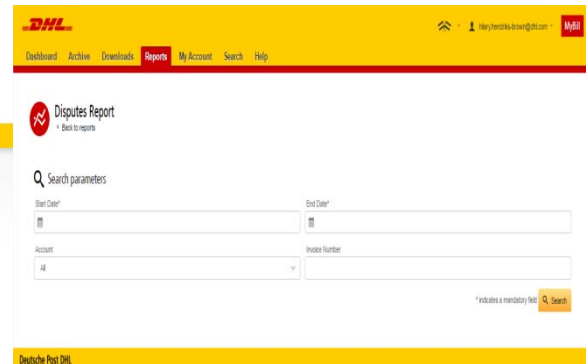 DHL
hilary.hendriks-brown@dhl.com
MyBill
Dashboard Archive Downloads Reports My Account Search Help
Disputes Report
Back to reports
Search parameters
Start Date* End Date*
Account Invoice Number
All
* indicates a mandatory field Search
Deutsche Post DHL